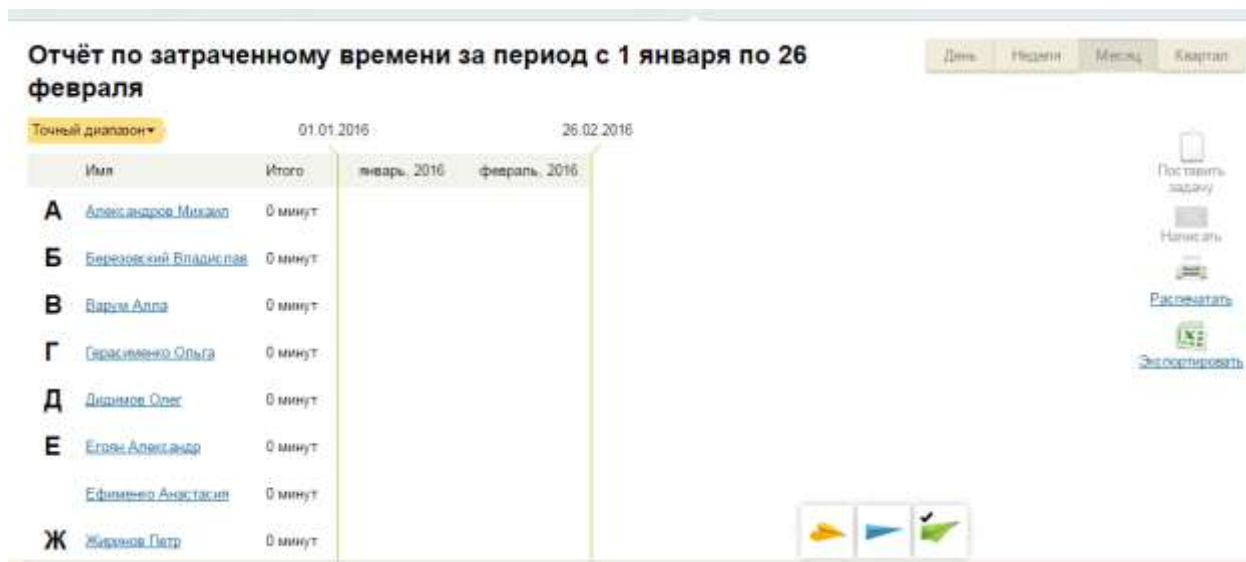 Отчёт по затраченному времени за период с 1 января по 26
февраля
День Неделя Месяц Квартал
Точный диапазон
01.01.2016 26.02.2016
Имя Итого январь, 2016 февраль, 2016
А Александров Михаил 0 минут
Б Березовский Владислав 0 минут
В Варум Алла 0 минут
Г Герасименко Ольга 0 минут
Д Дидимов Олег 0 минут
Е Егоян Александр 0 минут
Ефименко Анастасия 0 минут
Ж Жиринов Петр 0 минут
Поставить
задачу
Написать
Распечатать
Экспортировать